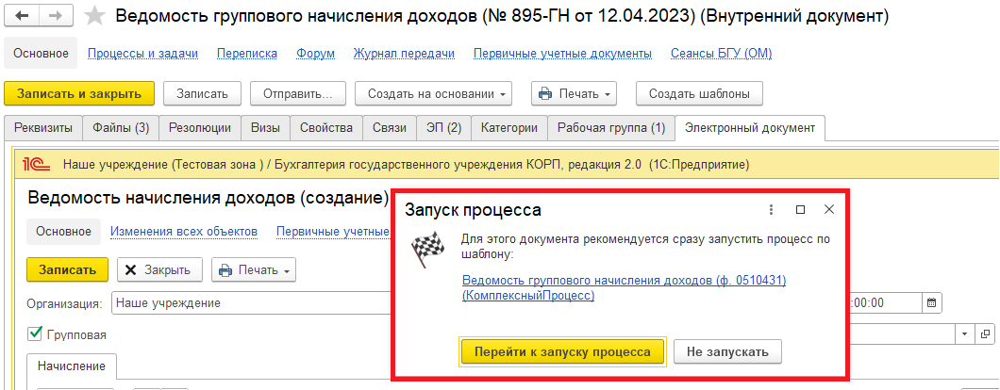 Ведомость группового начисления доходов (№ 895-ГН от 12.04.2023) (Внутренний документ)
Основное Процессы и задачи Переписка Форум Журнал передачи Первичные учетные документы Сеансы БГУ (ОМ)
Записать и закрыть Записать Отправить... Создать на основании Печать Создать шаблоны
Реквизиты Файлы (3) Резолюции Визы Свойства Связи ЭП (2) Категории Рабочая группа (1) Электронный документ
1С Наше учреждение (Тестовая зона ) / Бухгалтерия государственного учреждения КОРП, редакция 2.0 (1С:Предприятие)
Ведомость начисления доходов (создание)
Основное Изменения всех объектов Первичные учетные
Записать Закрыть Печать
Организация: Наше учреждение :00:00
Групповая
Начисление
Запуск процесса
Для этого документа рекомендуется сразу запустить процесс по
шаблону:
Ведомость группового начисления доходов (ф. 0510431)
(КомплексныйПроцесс)
Перейти к запуску процесса Не запускать